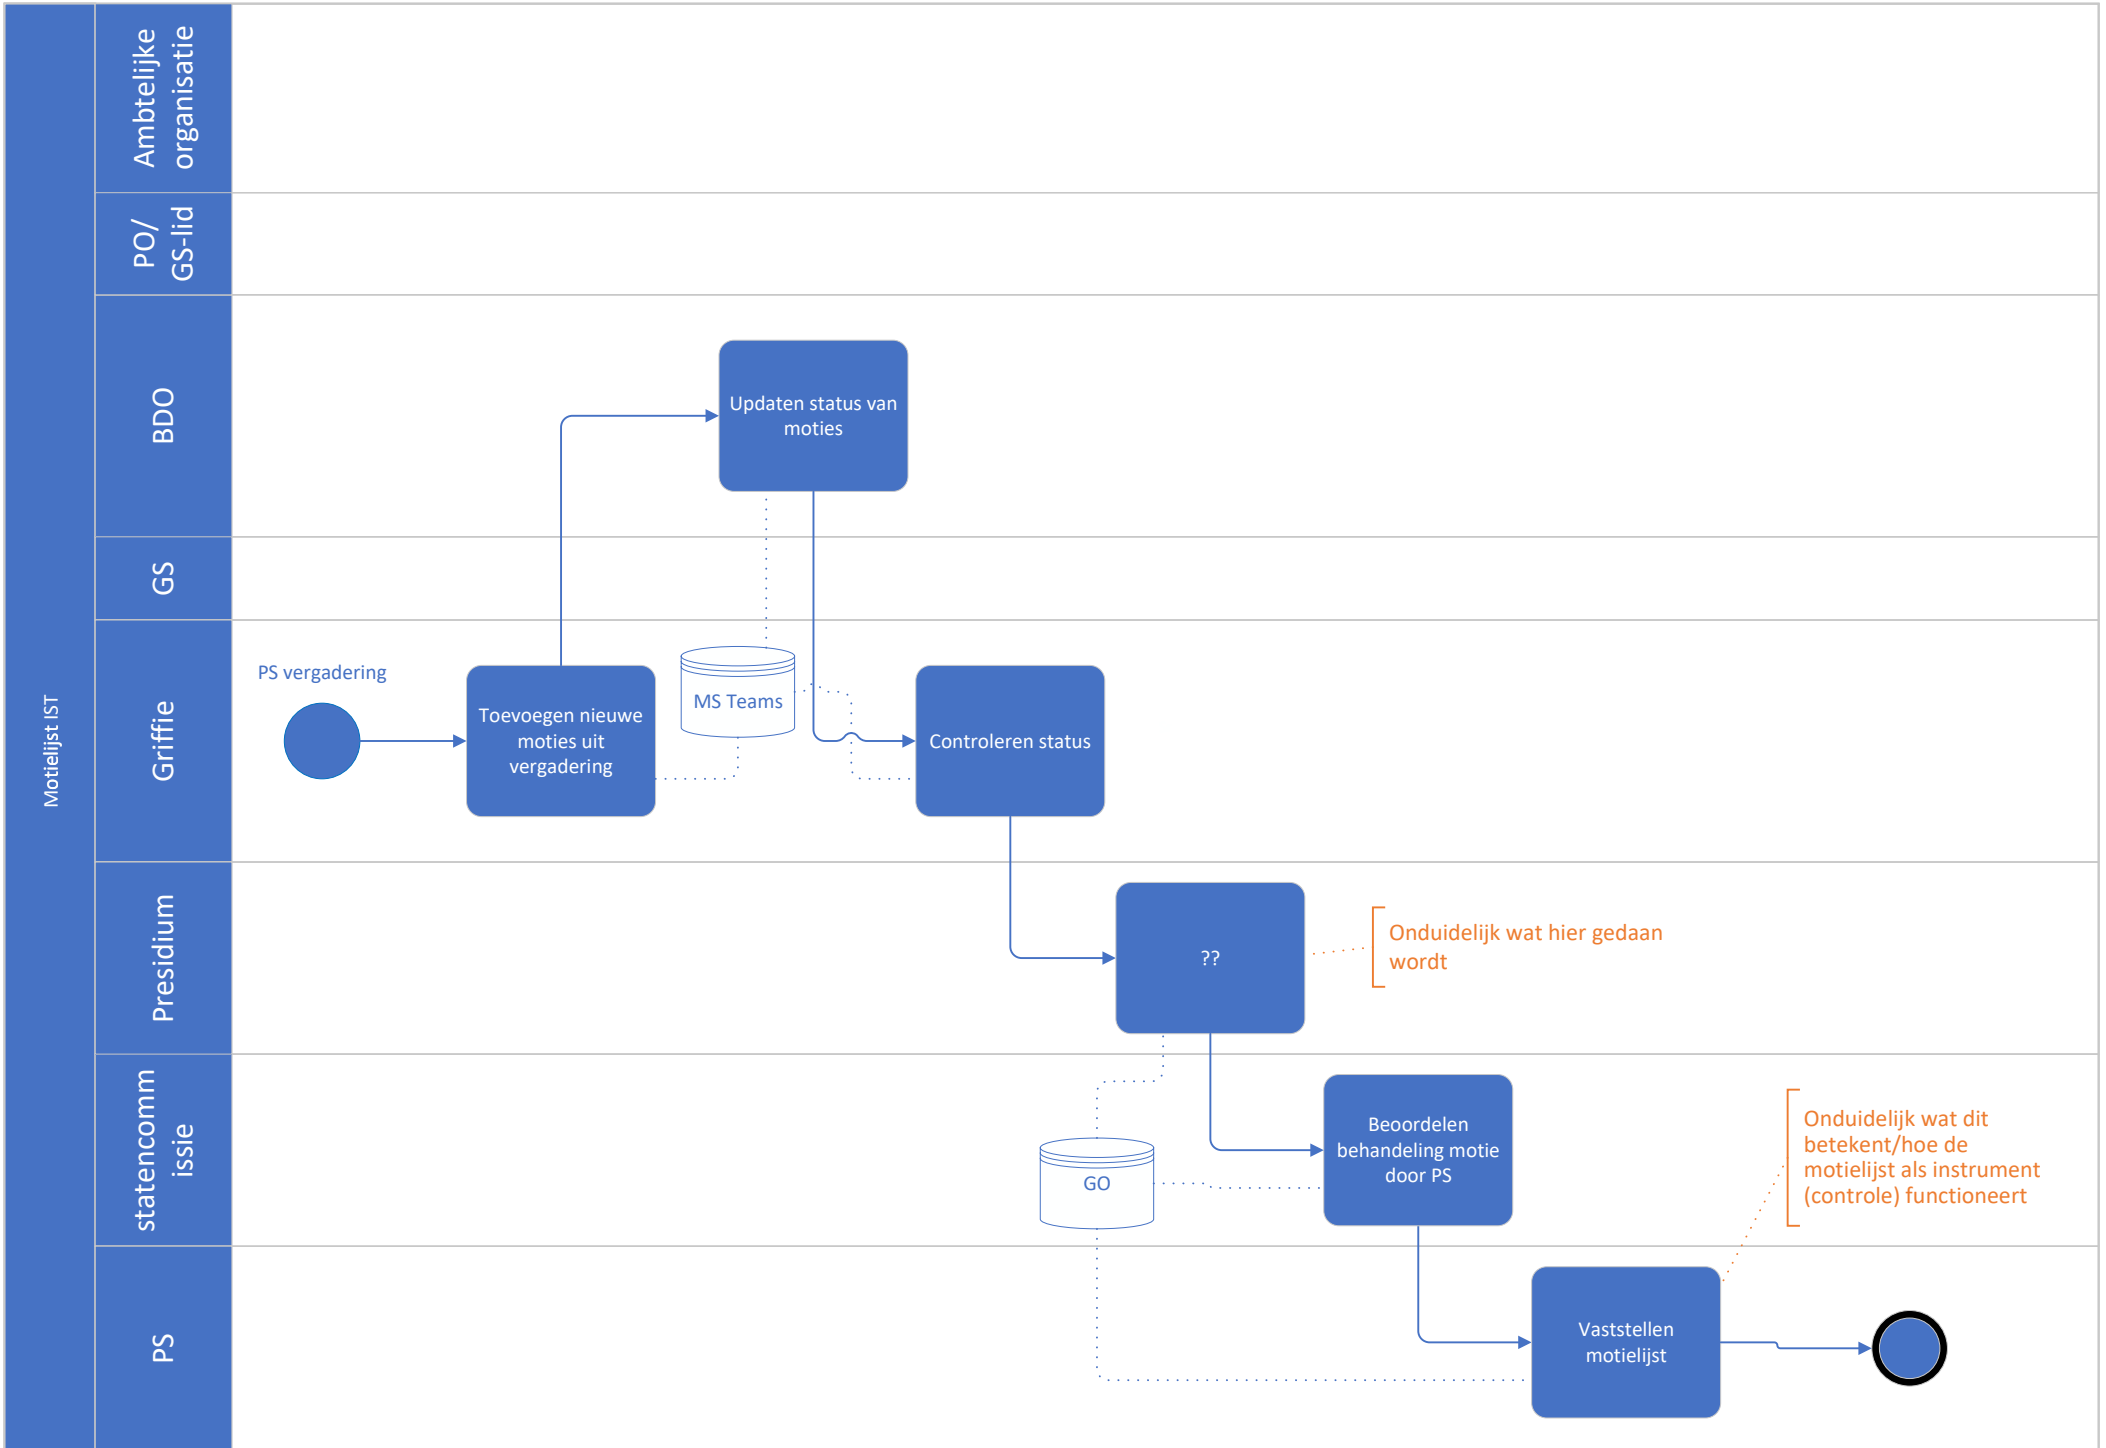 Motielijst IST
Ambtelijke
organisatie
PO/
GS-lid
BDO
Updaten status van
moties
GS
Griffie
PS vergadering
Toevoegen nieuwe
moties uit
vergadering
MS Teams
Controleren status
Presidium
??
Onduidelijk wat hier gedaan
wordt
statencomm
issie
GO
Beoordelen
behandeling motie
door PS
Onduidelijk wat dit
betekent/hoe de
motielijst als instrument
(controle) functioneert
PS
Vaststellen
motielijst